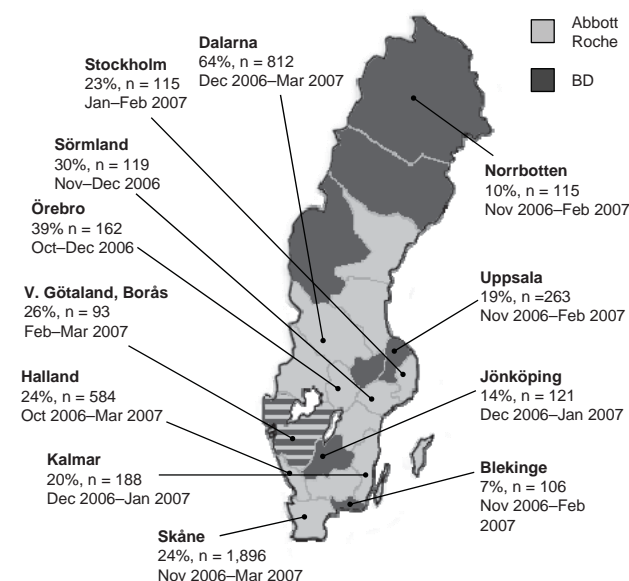 Abbott
Roche
BD
Dalarna
64%, n = 812
Dec 2006–Mar 2007
Stockholm
23%, n = 115
Jan–Feb 2007
Sörmland
30%, n = 119
Nov–Dec 2006
Örebro
39% n = 162
Oct–Dec 2006
V. Götaland, Borås
26%, n = 93
Feb–Mar 2007
Halland
24%, n = 584
Oct 2006–Mar 2007
Kalmar
20%, n = 188
Dec 2006–Jan 2007
Skåne
24%, n = 1,896
Nov 2006–Mar 2007
Norrbotten
10%, n = 115
Nov 2006–Feb 2007
Uppsala
19%, n =263
Nov 2006–Feb 2007
Jönköping
14%, n = 121
Dec 2006–Jan 2007
Blekinge
7%, n = 106
Nov 2006–Feb
2007